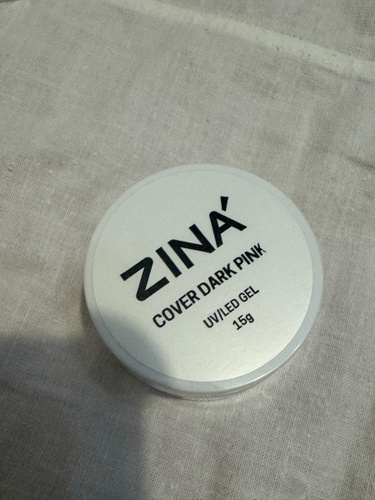 ZINÁ
COVER DARK PINK
UV/LED GEL
15g